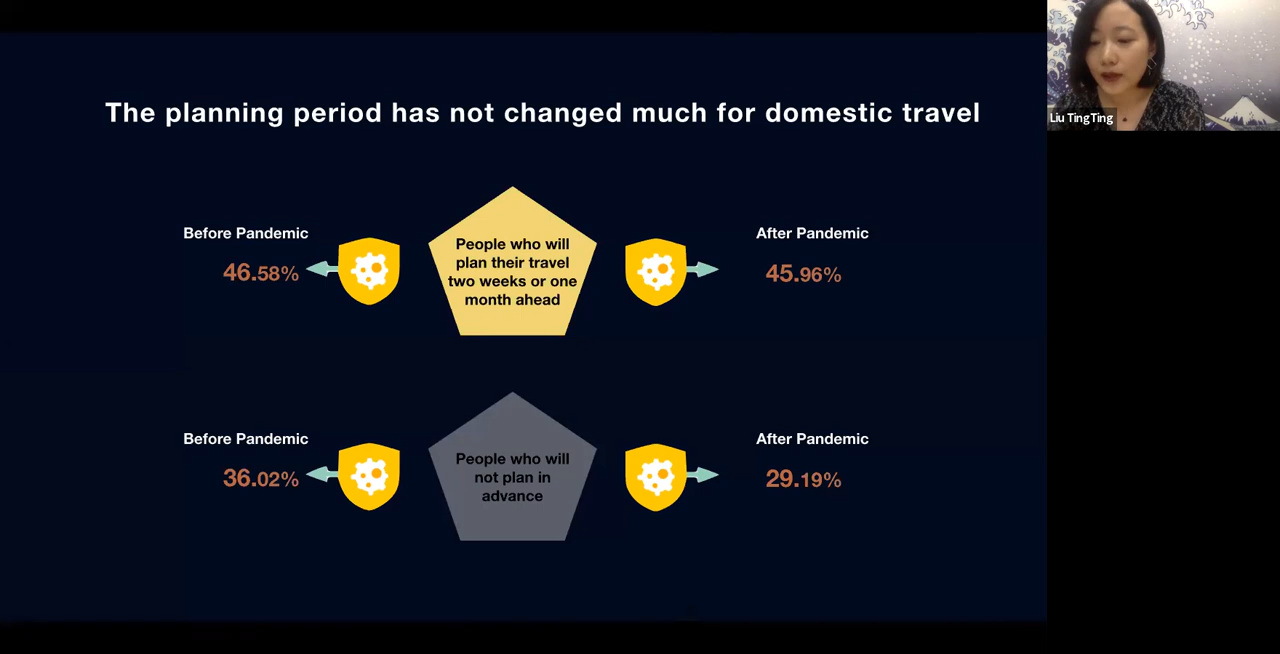 The planning period has not changed much for domestic travel
Liu TingTing
Before Pandemic
46.58%
People who will
plan their travel
two weeks or one
month ahead
After Pandemic
45.96%
Before Pandemic
36.02%
People who will
not plan in
advance
After Pandemic
29.19%